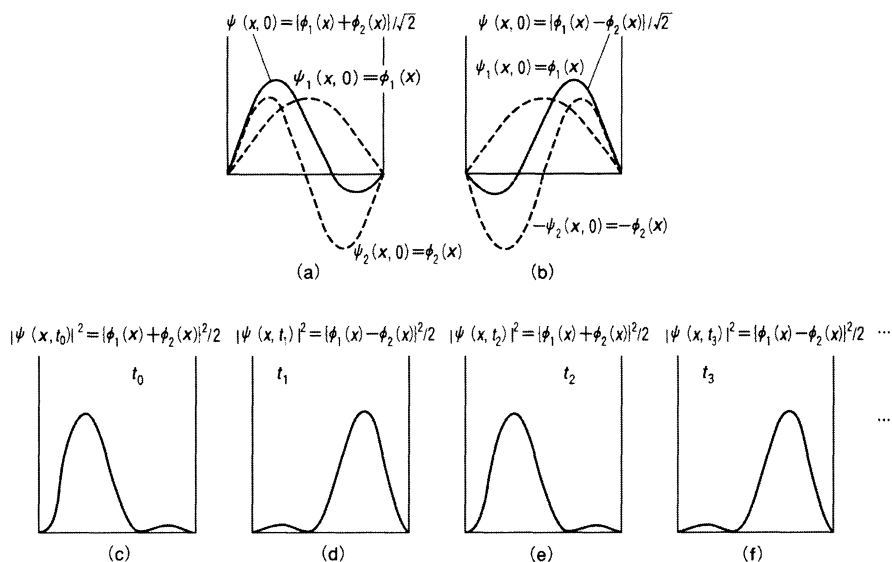 ψ(x, 0)={ϕ₁(x)+ϕ₂(x)}/√2
ψ₁(x, 0)=ϕ₁(x)
ψ₂(x, 0)=ϕ₂(x)
(a)
ψ(x, 0)={ϕ₁(x)−ϕ₂(x)}/√2
ψ₁(x, 0)=ϕ₁(x)
−ψ₂(x, 0)=−ϕ₂(x)
(b)
|ψ(x, t₀)|²={ϕ₁(x)+ϕ₂(x)}²/2
t₀
(c)
|ψ(x, t₁)|²={ϕ₁(x)−ϕ₂(x)}²/2
t₁
(d)
|ψ(x, t₂)|²={ϕ₁(x)+ϕ₂(x)}²/2
t₂
(e)
|ψ(x, t₃)|²={ϕ₁(x)−ϕ₂(x)}²/2 ···
t₃
···
(f)